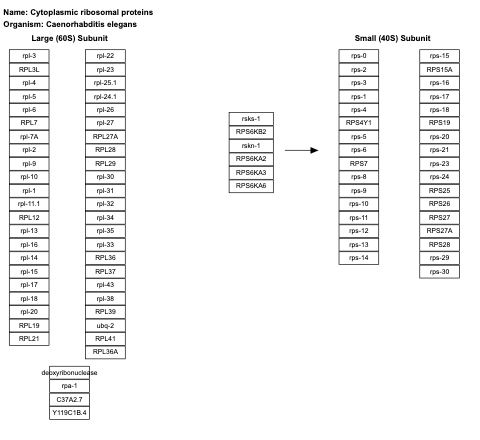 Name: Cytoplasmic ribosomal proteins
Organism: Caenorhabditis elegans
Large (60S) Subunit
rpl-3
RPL3L
rpl-4
rpl-5
rpl-6
RPL7
rpl-7A
rpl-2
rpl-9
rpl-10
rpl-1
rpl-11.1
RPL12
rpl-13
rpl-16
rpl-14
rpl-15
rpl-17
rpl-18
rpl-20
RPL19
RPL21
rpl-22
rpl-23
rpl-25.1
rpl-24.1
rpl-26
rpl-27
RPL27A
RPL28
RPL29
rpl-30
rpl-31
rpl-32
rpl-34
rpl-35
rpl-33
RPL36
RPL37
rpl-43
rpl-38
RPL39
ubq-2
RPL41
RPL36A
deoxyribonuclease
rpa-1
C37A2.7
Y119C1B.4
rsks-1
RPS6KB2
rskn-1
RPS6KA2
RPS6KA3
RPS6KA6
Small (40S) Subunit
rps-0
rps-2
rps-3
rps-1
rps-4
RPS4Y1
rps-5
rps-6
RPS7
rps-8
rps-9
rps-10
rps-11
rps-12
rps-13
rps-14
rps-15
RPS15A
rps-16
rps-17
rps-18
RPS19
rps-20
rps-21
rps-23
rps-24
RPS25
RPS26
RPS27
RPS27A
RPS28
rps-29
rps-30